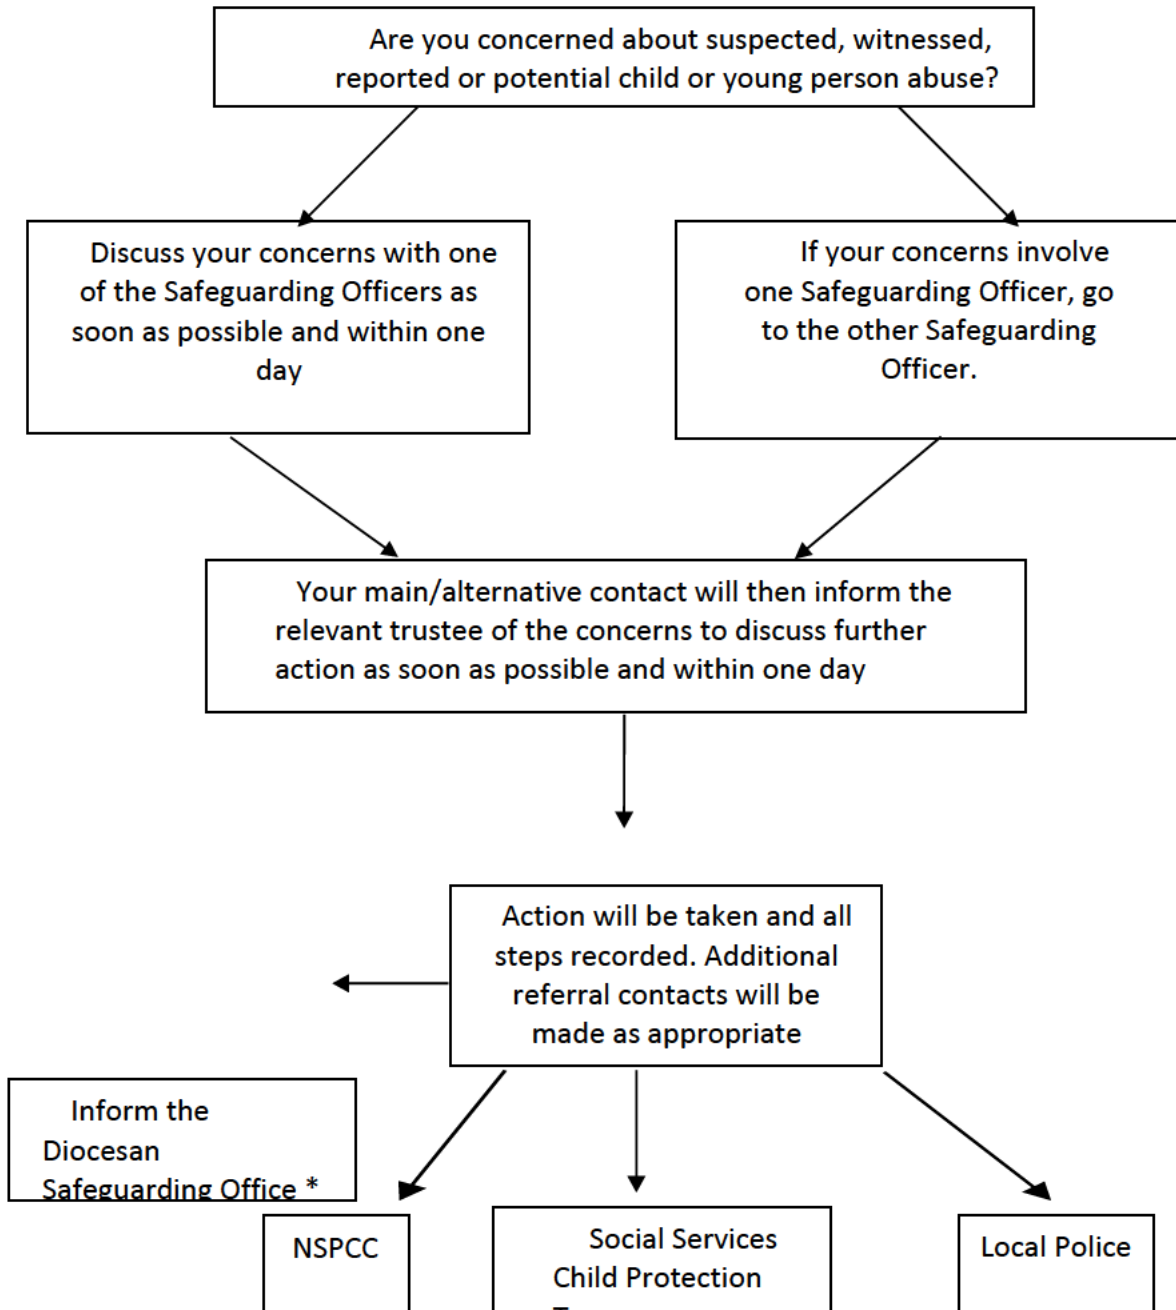 Are you concerned about suspected, witnessed,
reported or potential child or young person abuse?
Discuss your concerns with one
of the Safeguarding Officers as
soon as possible and within one
day
If your concerns involve
one Safeguarding Officer, go
to the other Safeguarding
Officer.
Your main/alternative contact will then inform the
relevant trustee of the concerns to discuss further
action as soon as possible and within one day
Action will be taken and all
steps recorded. Additional
referral contacts will be
made as appropriate
Inform the
Diocesan
Safeguarding Office *
NSPCC
Social Services
Child Protection
Local Police